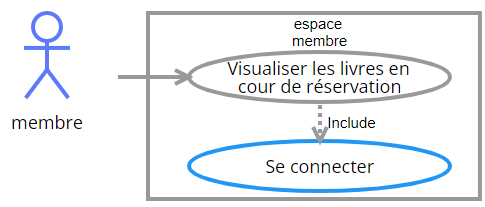 espace
membre
Visualiser les livres en
cour de réservation
membre
Include
Se connecter